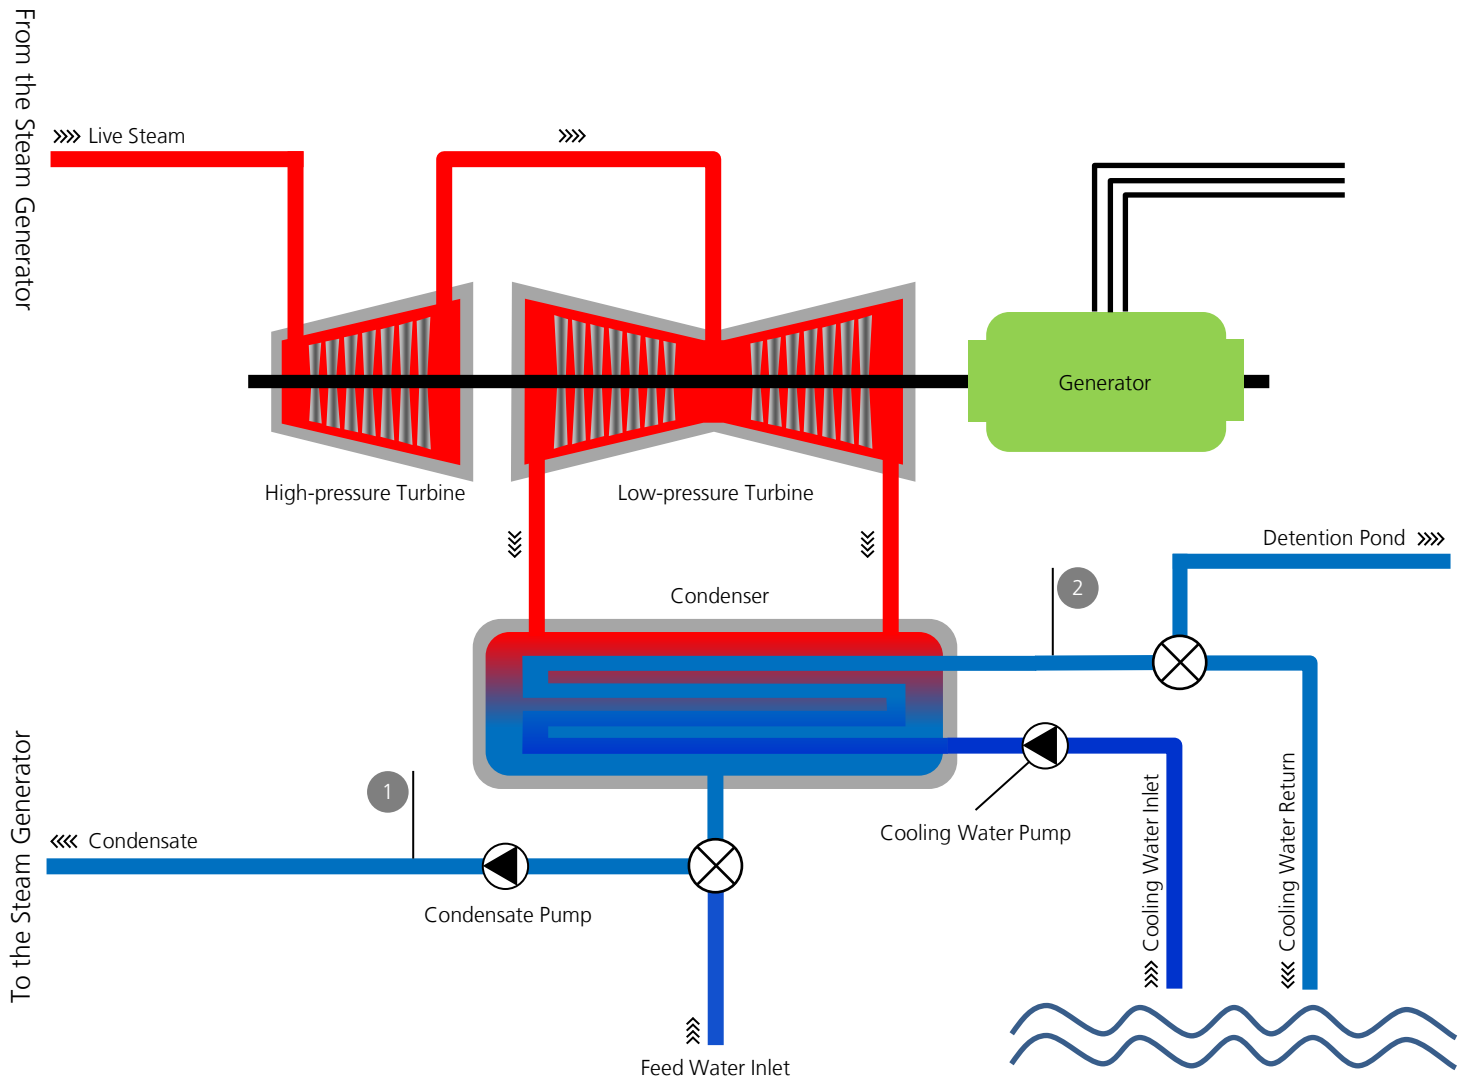 From the Steam Generator
Live Steam
Generator
High-pressure Turbine
Low-pressure Turbine
Detention Pond
2
Condenser
To the Steam Generator
1
Condensate
Cooling Water Pump
Cooling Water Inlet
Cooling Water Return
Condensate Pump
Feed Water Inlet